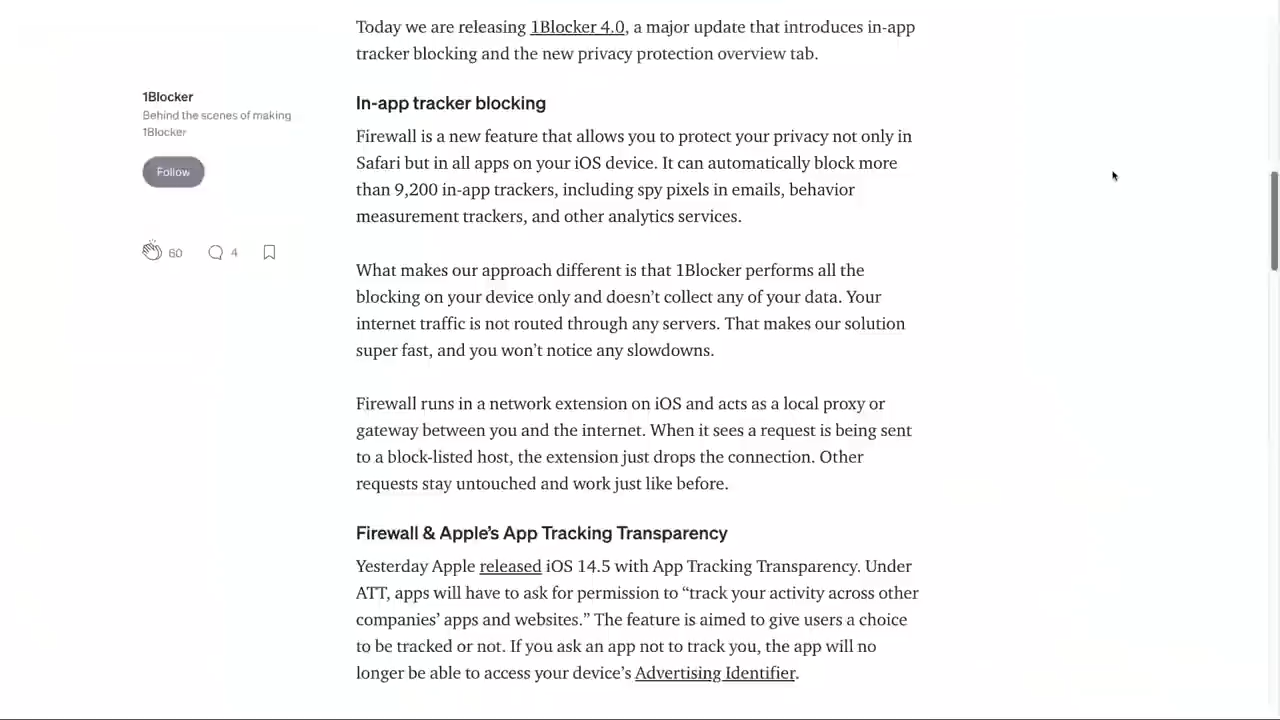 Today we are releasing 1Blocker 4.0, a major update that introduces in-app
tracker blocking and the new privacy protection overview tab.
1Blocker
Behind the scenes of making
1Blocker
Follow
60
4
In-app tracker blocking
Firewall is a new feature that allows you to protect your privacy not only in
Safari but in all apps on your iOS device. It can automatically block more
than 9,200 in-app trackers, including spy pixels in emails, behavior
measurement trackers, and other analytics services.
What makes our approach different is that 1Blocker performs all the
blocking on your device only and doesn’t collect any of your data. Your
internet traffic is not routed through any servers. That makes our solution
super fast, and you won’t notice any slowdowns.
Firewall runs in a network extension on iOS and acts as a local proxy or
gateway between you and the internet. When it sees a request is being sent
to a block-listed host, the extension just drops the connection. Other
requests stay untouched and work just like before.
Firewall & Apple’s App Tracking Transparency
Yesterday Apple released iOS 14.5 with App Tracking Transparency. Under
ATT, apps will have to ask for permission to “track your activity across other
companies’ apps and websites.” The feature is aimed to give users a choice
to be tracked or not. If you ask an app not to track you, the app will no
longer be able to access your device’s Advertising Identifier.